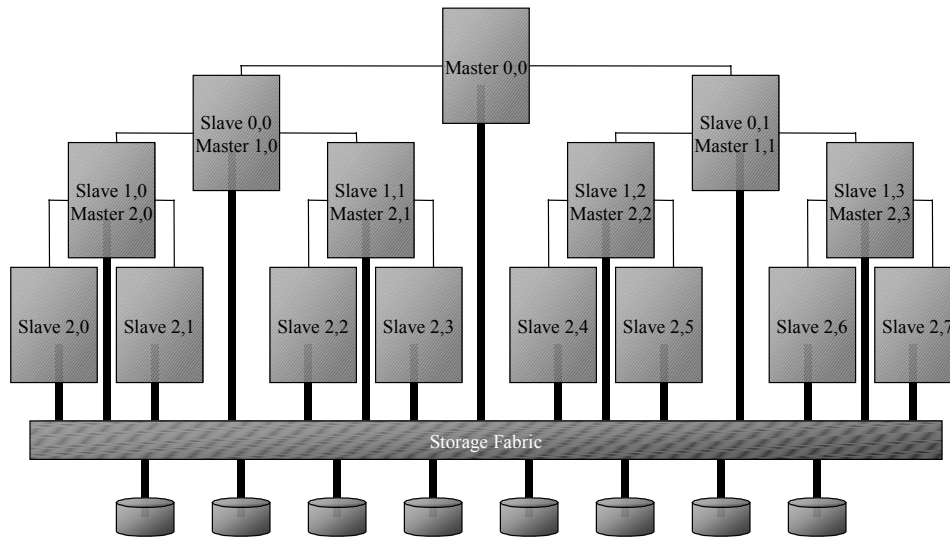 Master 0,0
Slave 0,0
Master 1,0
Slave 0,1
Master 1,1
Slave 1,0
Master 2,0
Slave 1,1
Master 2,1
Slave 1,2
Master 2,2
Slave 1,3
Master 2,3
Slave 2,0
Slave 2,1
Slave 2,2
Slave 2,3
Slave 2,4
Slave 2,5
Slave 2,6
Slave 2,7
Storage Fabric